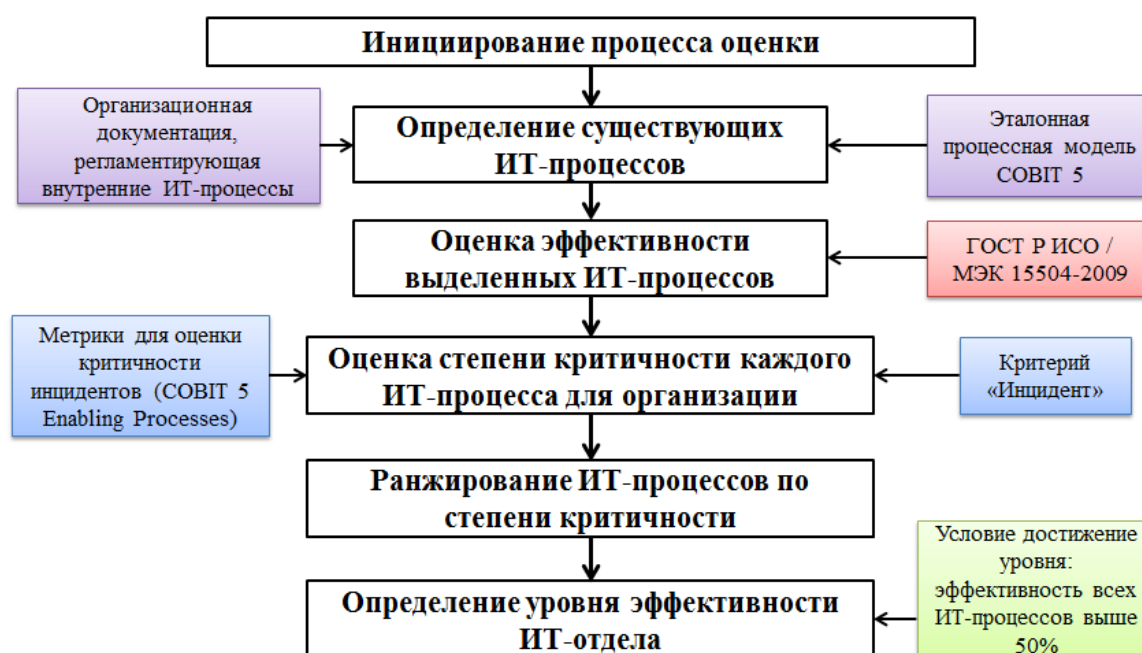 Инициирование процесса оценки
Организационная
документация,
регламентирующая
внутренние ИТ-процессы
Определение существующих
ИТ-процессов
Эталонная
процессная модель
COBIT 5
Оценка эффективности
выделенных ИТ-процессов
ГОСТ Р ИСО /
МЭК 15504-2009
Метрики для оценки
критичности
инцидентов (COBIT 5
Enabling Processes)
Оценка степени критичности каждого
ИТ-процесса для организации
Критерий
«Инцидент»
Ранжирование ИТ-процессов по
степени критичности
Определение уровня эффективности
ИТ-отдела
Условие достижение
уровня:
эффективность всех
ИТ-процессов выше
50%